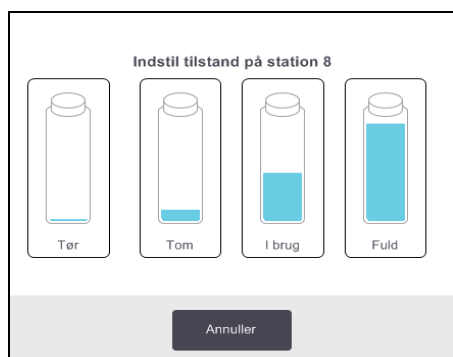 Indstil tilstand på station 8
Tør
Tom
I brug
Fuld
Annuller